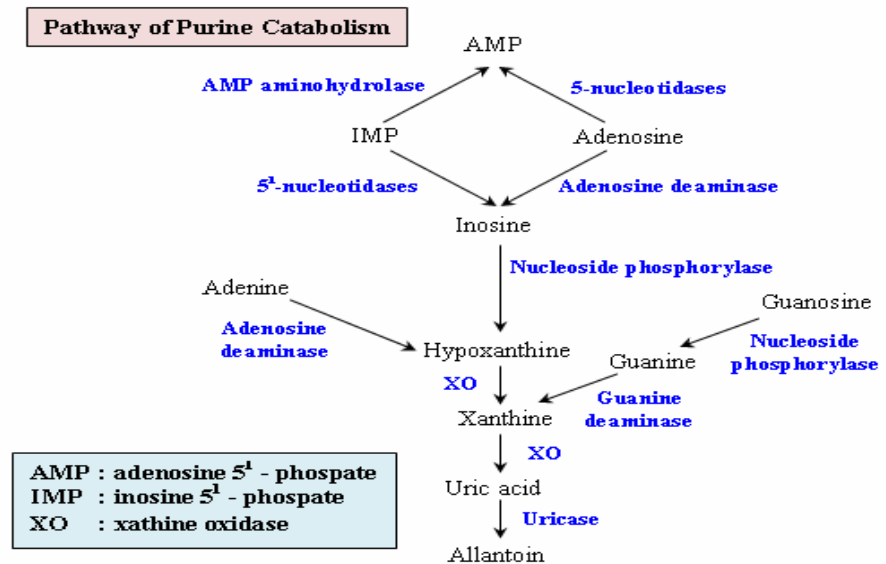 Pathway of Purine Catabolism
AMP
AMP aminohydrolase
5-nucleotidases
IMP
Adenosine
5¹-nucleotidases
Adenosine deaminase
Inosine
Nucleoside phosphorylase
Adenine
Guanosine
Adenosine
deaminase
Nucleoside
phosphorylase
Hypoxanthine
Guanine
XO
Guanine
deaminase
Xanthine
XO
AMP : adenosine 5¹ - phospate
IMP : inosine 5¹ - phospate
XO : xathine oxidase
Uric acid
Uricase
Allantoin